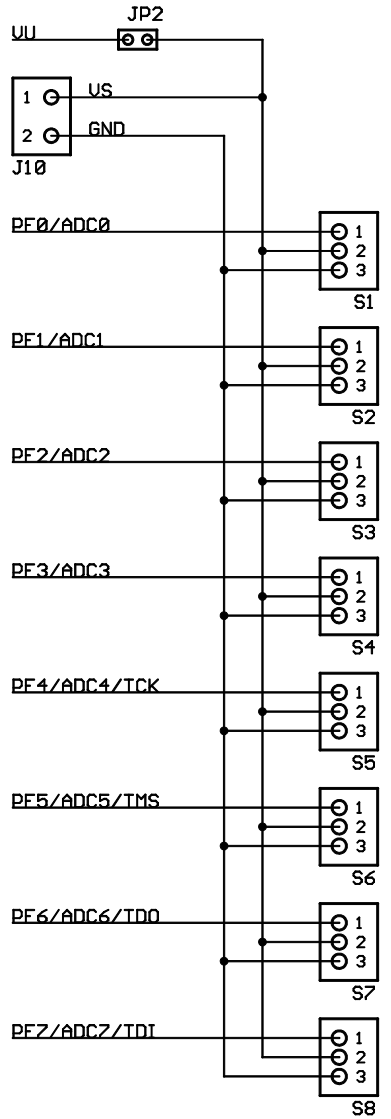 JP2
VU
1 VS
2 GND
J10
PF0/ADC0
1
2
3
S1
PF1/ADC1
1
2
3
S2
PF2/ADC2
1
2
3
S3
PF3/ADC3
1
2
3
S4
PF4/ADC4/TCK
1
2
3
S5
PF5/ADC5/TMS
1
2
3
S6
PF6/ADC6/TDO
1
2
3
S7
PF7/ADC7/TDI
1
2
3
S8